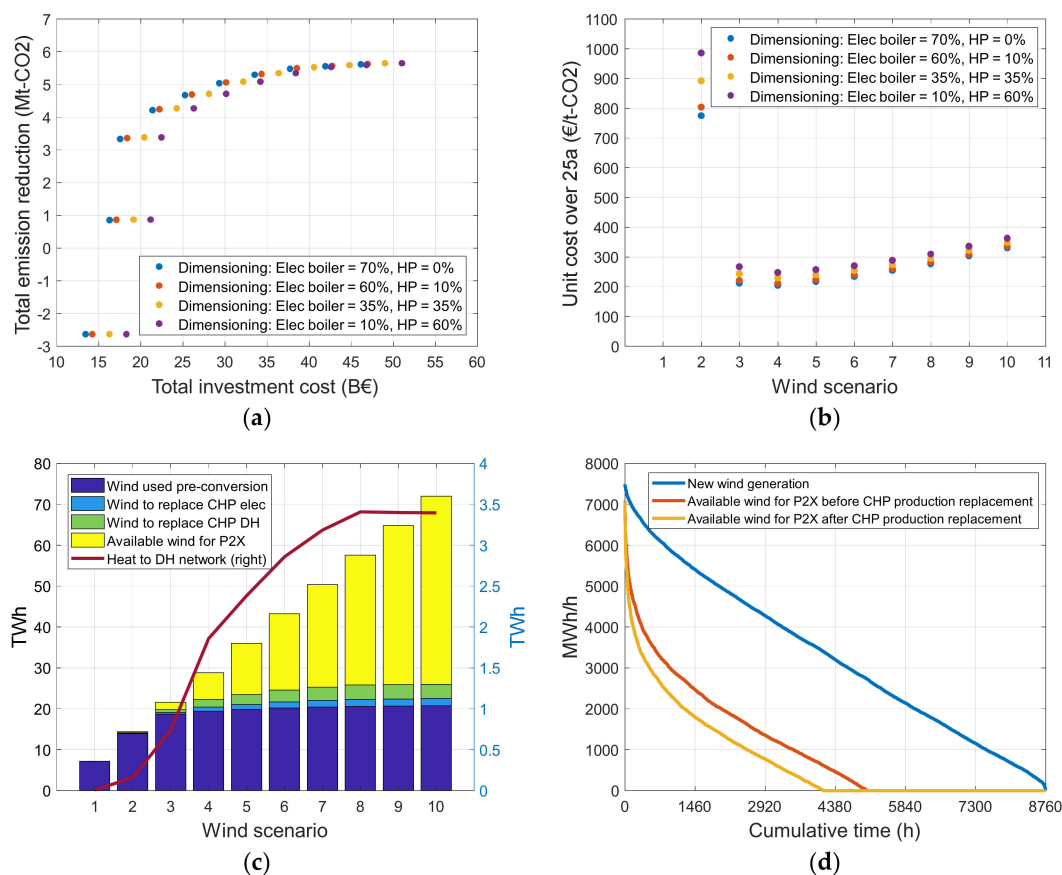 7
6
5
4
3
2
1
0
-1
-2
-3
10 15 20 25 30 35 40 45 50 55 60
Total emission reduction (Mt-CO2)
Total investment cost (B€)
Dimensioning: Elec boiler = 70%, HP = 0%
Dimensioning: Elec boiler = 60%, HP = 10%
Dimensioning: Elec boiler = 35%, HP = 35%
Dimensioning: Elec boiler = 10%, HP = 60%
(a)
1100
1000
900
800
700
600
500
400
300
200
100
0
0 1 2 3 4 5 6 7 8 9 10 11
Unit cost over 25a (€/t-CO2)
Wind scenario
Dimensioning: Elec boiler = 70%, HP = 0%
Dimensioning: Elec boiler = 60%, HP = 10%
Dimensioning: Elec boiler = 35%, HP = 35%
Dimensioning: Elec boiler = 10%, HP = 60%
(b)
80
70
60
50
40
30
20
10
0
TWh
Wind used pre-conversion
Wind to replace CHP elec
Wind to replace CHP DH
Available wind for P2X
Heat to DH network (right)
4
3.5
3
2.5
2
1.5
1
0.5
0
TWh
1 2 3 4 5 6 7 8 9 10
Wind scenario
(c)
8000
7000
6000
5000
4000
3000
2000
1000
0
MWh/h
New wind generation
Available wind for P2X before CHP production replacement
Available wind for P2X after CHP production replacement
0 1460 2920 4380 5840 7300 8760
Cumulative time (h)
(d)